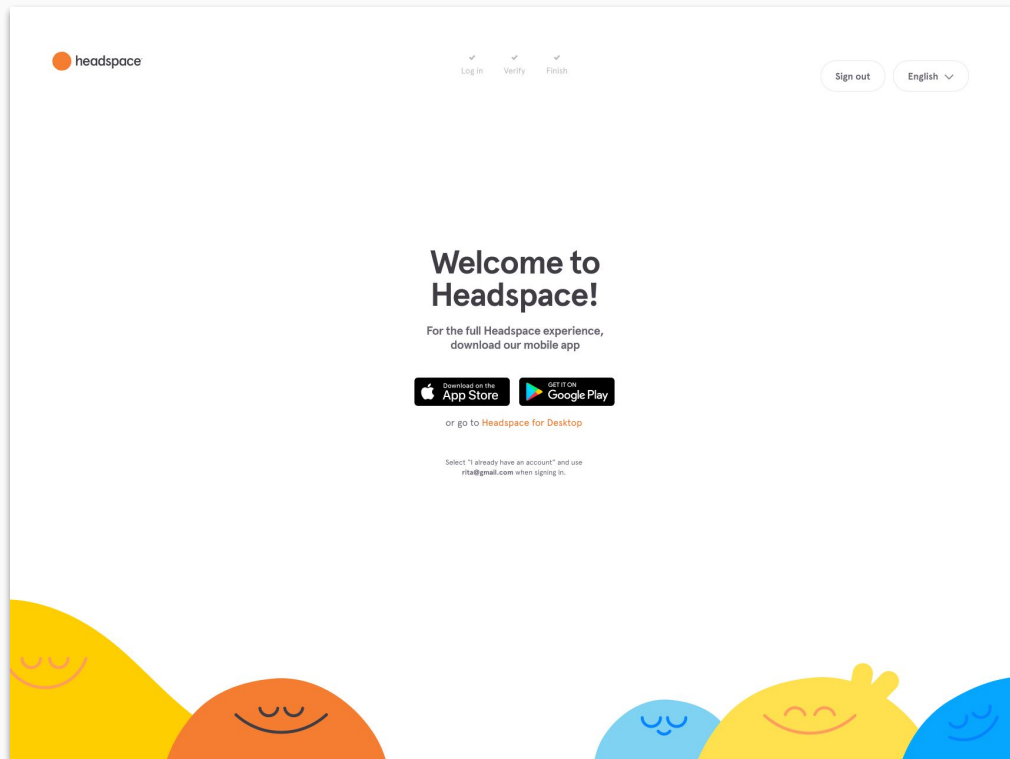 headspace
Log in Verify Finish
Sign out English
Welcome to
Headspace!
For the full Headspace experience,
download our mobile app
Download on the
App Store
GET IT ON
Google Play
or go to Headspace for Desktop
Select "I already have an account" and use
rita@gmail.com when signing in.